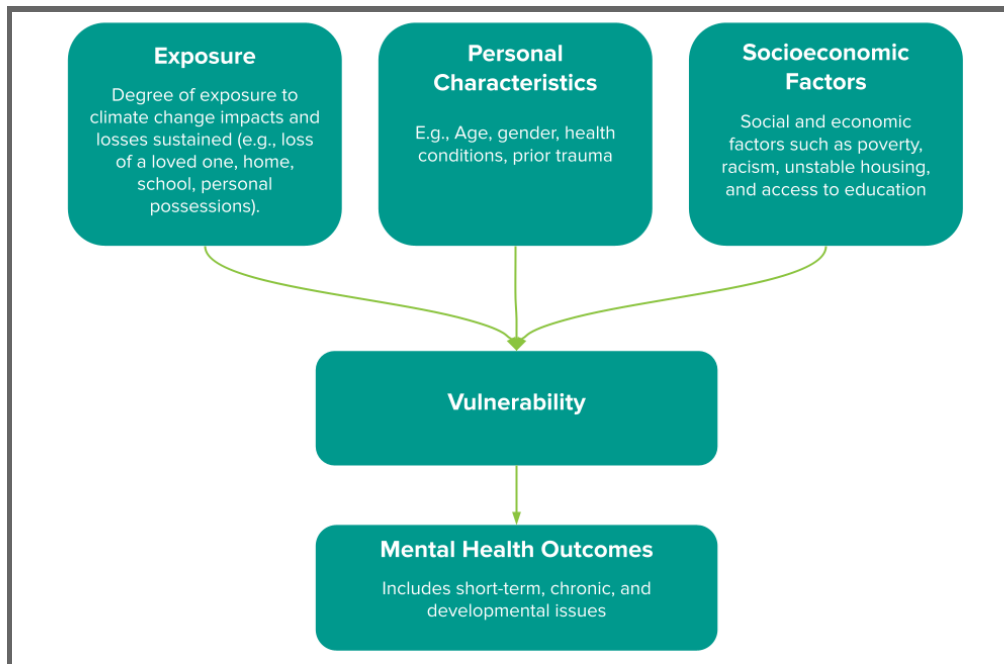 Exposure
Degree of exposure to
climate change impacts and
losses sustained (e.g., loss
of a loved one, home,
school, personal
possessions).
Personal
Characteristics
E.g., Age, gender, health
conditions, prior trauma
Socioeconomic
Factors
Social and economic
factors such as poverty,
racism, unstable housing,
and access to education
Vulnerability
Mental Health Outcomes
Includes short-term, chronic, and
developmental issues